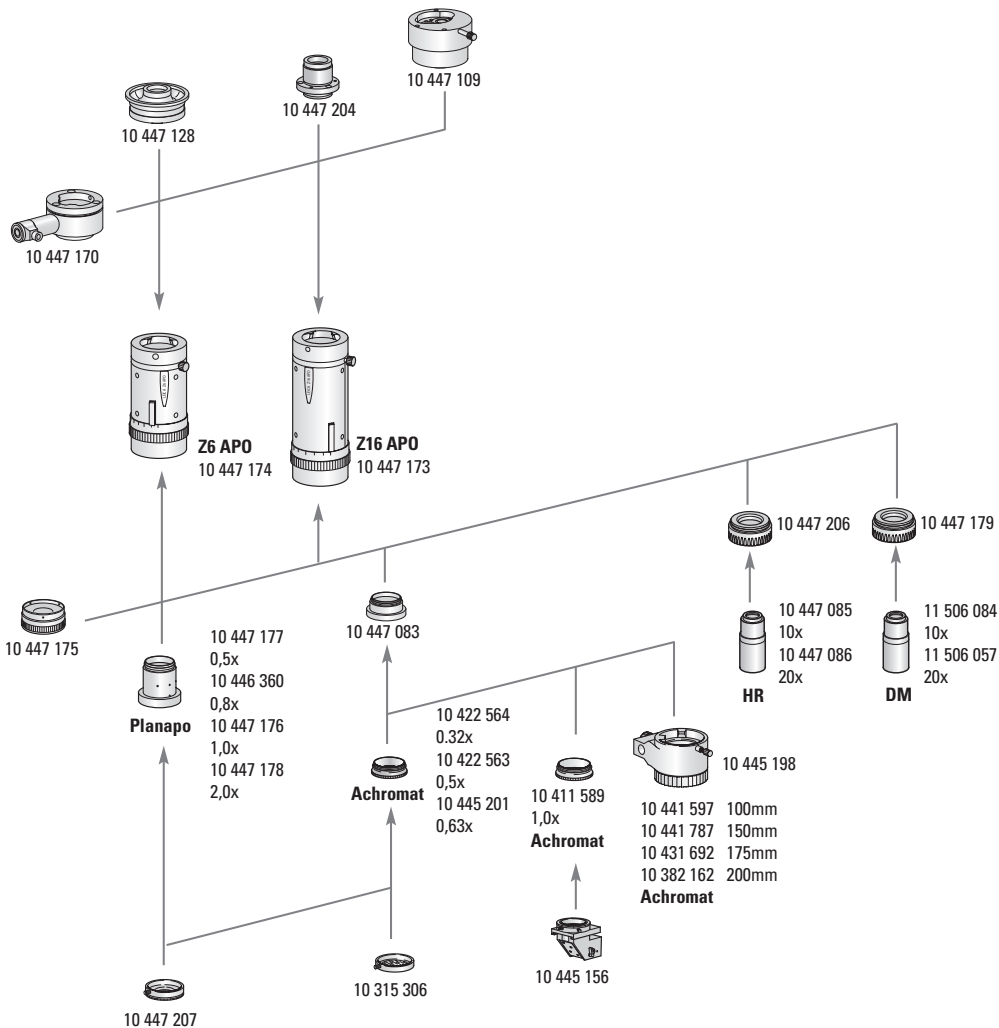 10 447 109
10 447 204
10 447 128
10 447 170
Z6 APO
10 447 174
Z16 APO
10 447 173
10 447 206
10 447 179
10 447 175
10 447 083
10 447 177
0,5x
10 446 360
0,8x
10 447 176
1,0x
10 447 178
2,0x
Planapo
10 447 085
10x
10 447 086
20x
HR
11 506 084
10x
11 506 057
20x
DM
10 422 564
0.32x
10 422 563
0,5x
10 445 201
0,63x
Achromat
10 411 589
1,0x
Achromat
10 445 198
10 441 597 100mm
10 441 787 150mm
10 431 692 175mm
10 382 162 200mm
Achromat
10 445 156
10 315 306
10 447 207